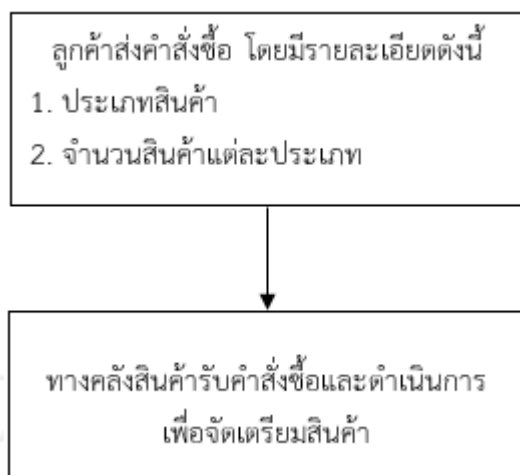 ลูกค้าส่งคำสั่งซื้อ โดยมีรายละเอียดดังนี้
1. ประเภทสินค้า
2. จำนวนสินค้าแต่ละประเภท
ทางคลังสินค้ารับคำสั่งซื้อและดำเนินการ
เพื่อจัดเตรียมสินค้า